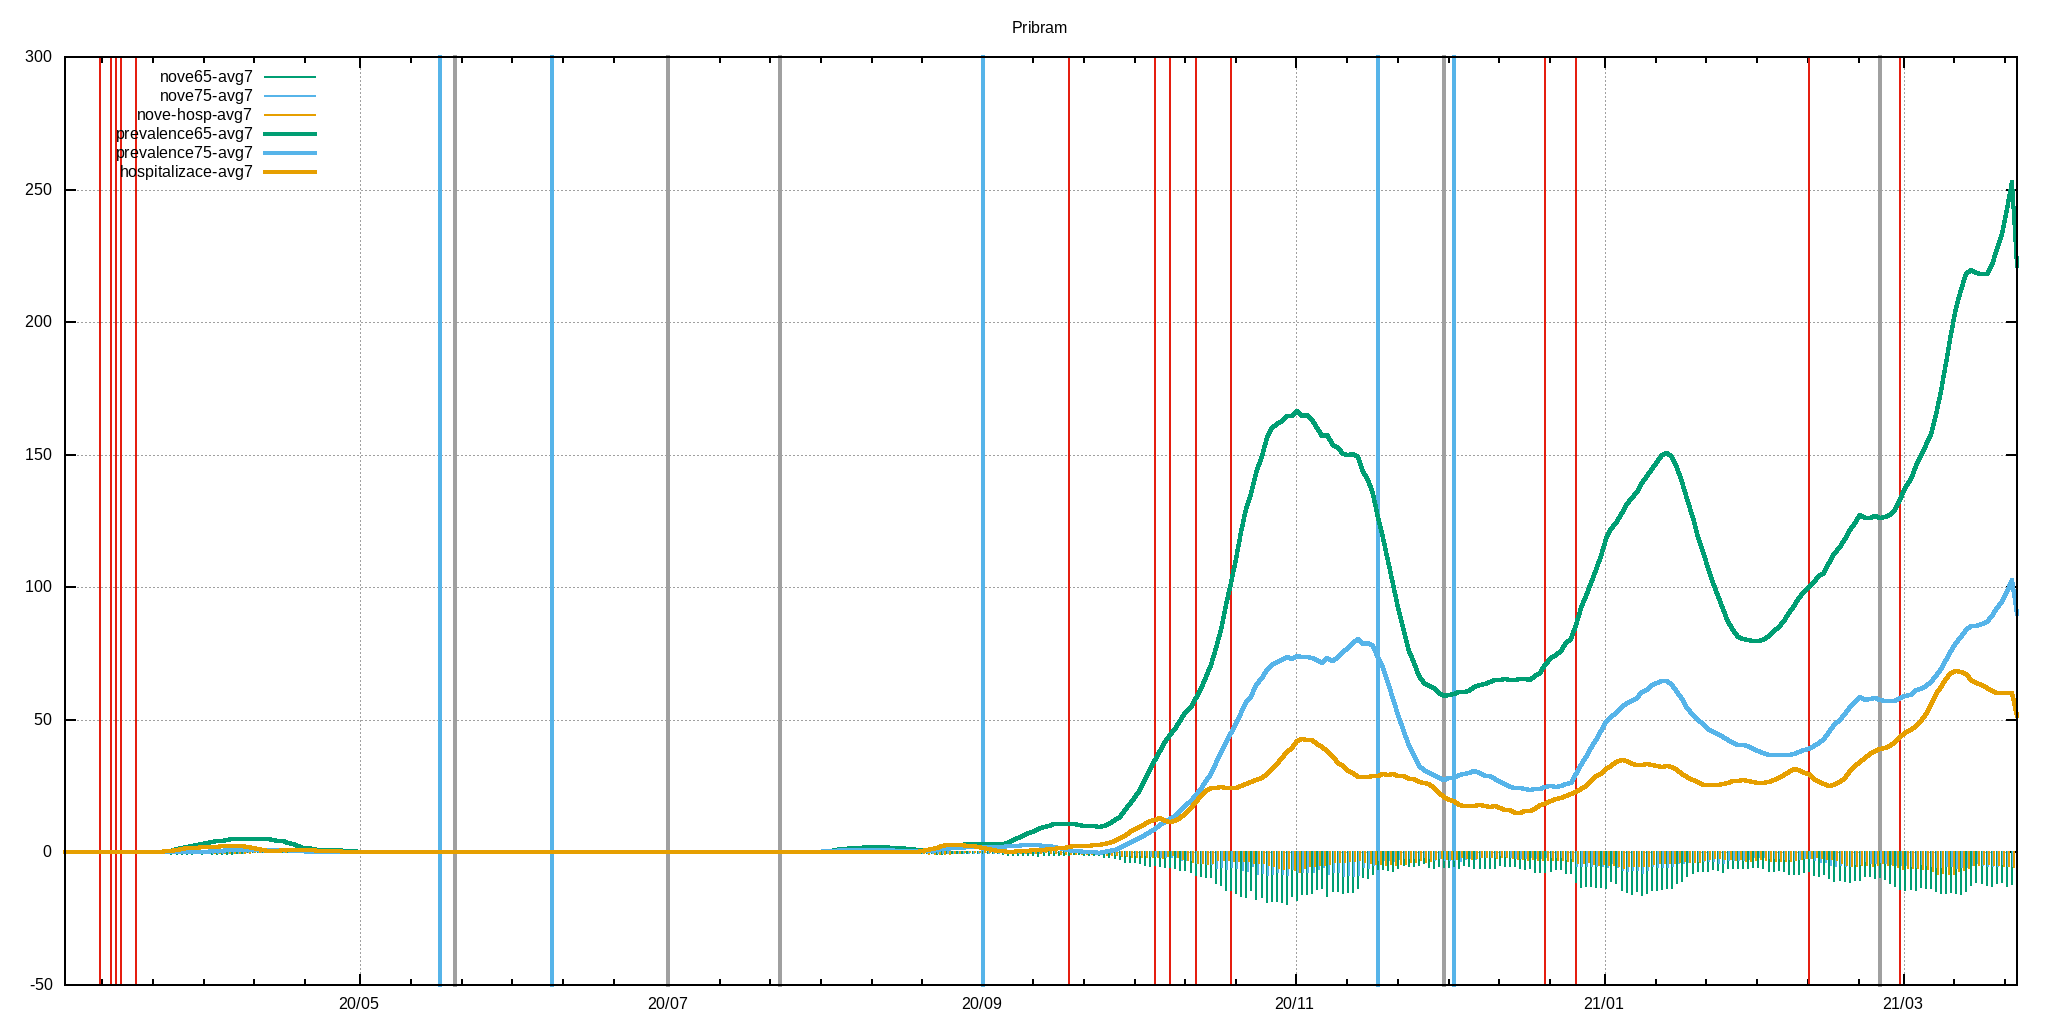 Pribram
300
250
200
150
100
50
0
-50
nove65-avg7
nove75-avg7
nove-hosp-avg7
prevalence65-avg7
prevalence75-avg7
hospitalizace-avg7
20/05 20/07 20/09 20/11 21/01 21/03